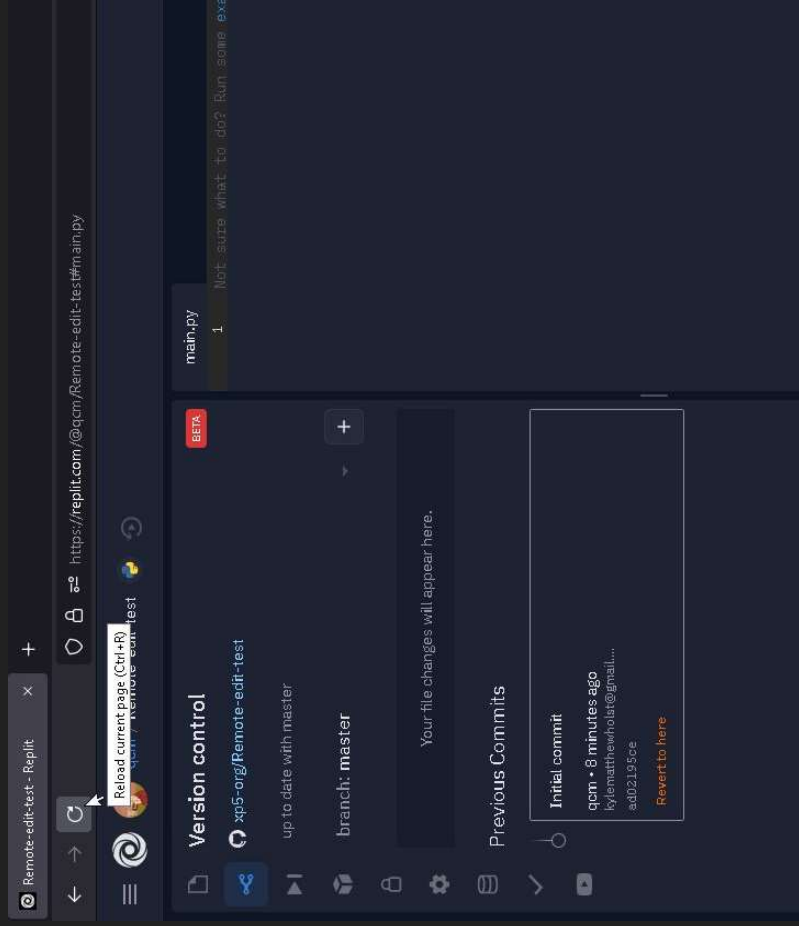 Remote-edit-test - Replit
https://replit.com/@qcm/Remote-edit-test#main.py
qcm / Remote-edit-test
Reload current page (Ctrl+R)
Version control
BETA
xp5-org/Remote-edit-test
up to date with master
branch: master
Your file changes will appear here.
Previous Commits
Initial commit
qcm • 8 minutes ago
kylematthewholst@gmail....
ad02195ce
Revert to here
main.py
1
Not sure what to do? Run some exa